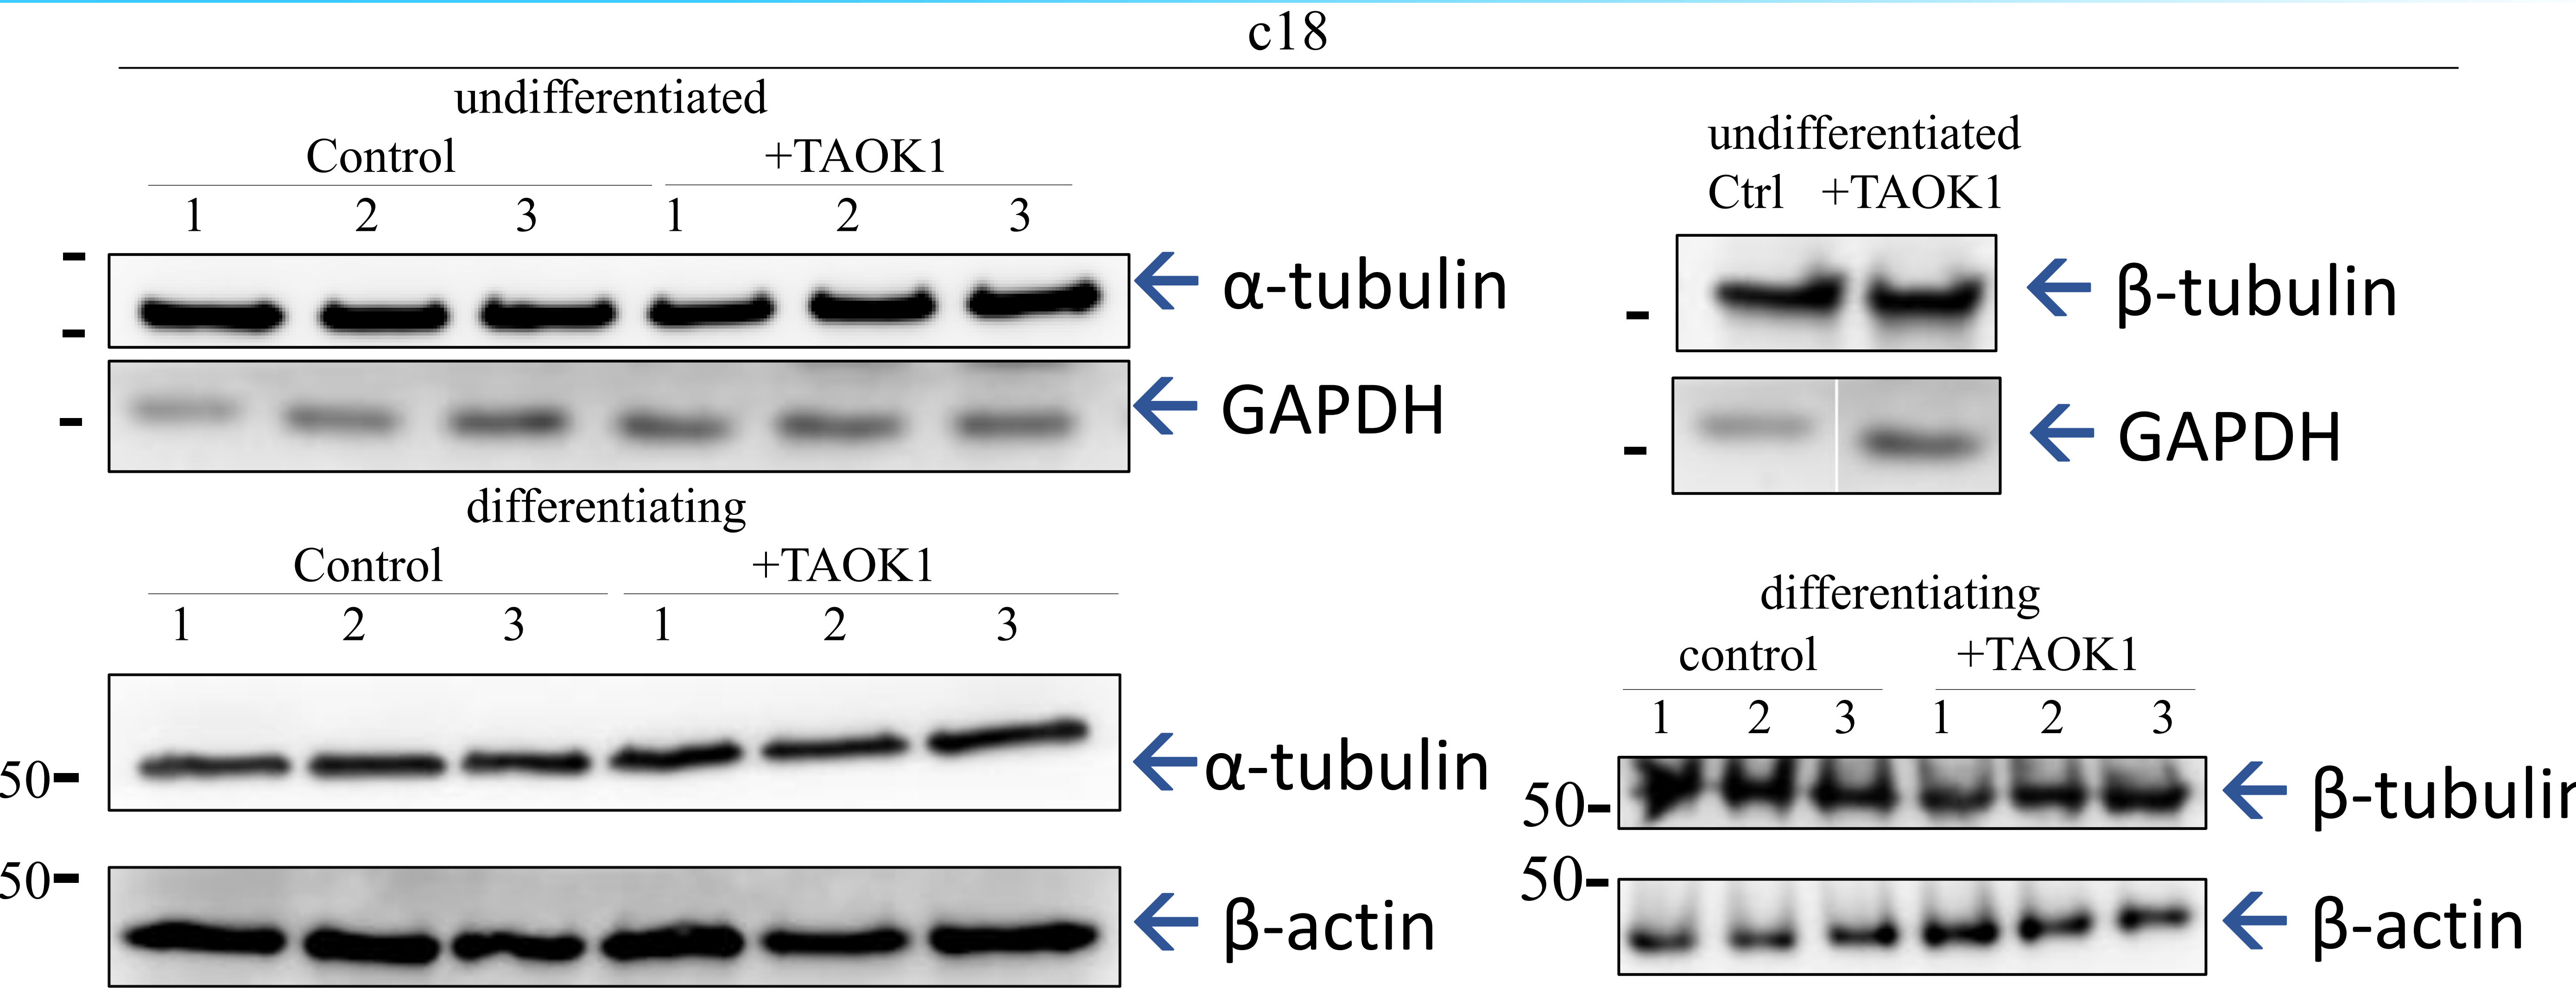 c18
undifferentiated
Control +TAOK1
1 2 3 1 2 3
α-tubulin
GAPDH
undifferentiated
Ctrl +TAOK1
β-tubulin
GAPDH
differentiating
Control +TAOK1
1 2 3 1 2 3
50-
α-tubulin
50-
β-actin
differentiating
control +TAOK1
1 2 3 1 2 3
50-
β-tubulin
50-
β-actin